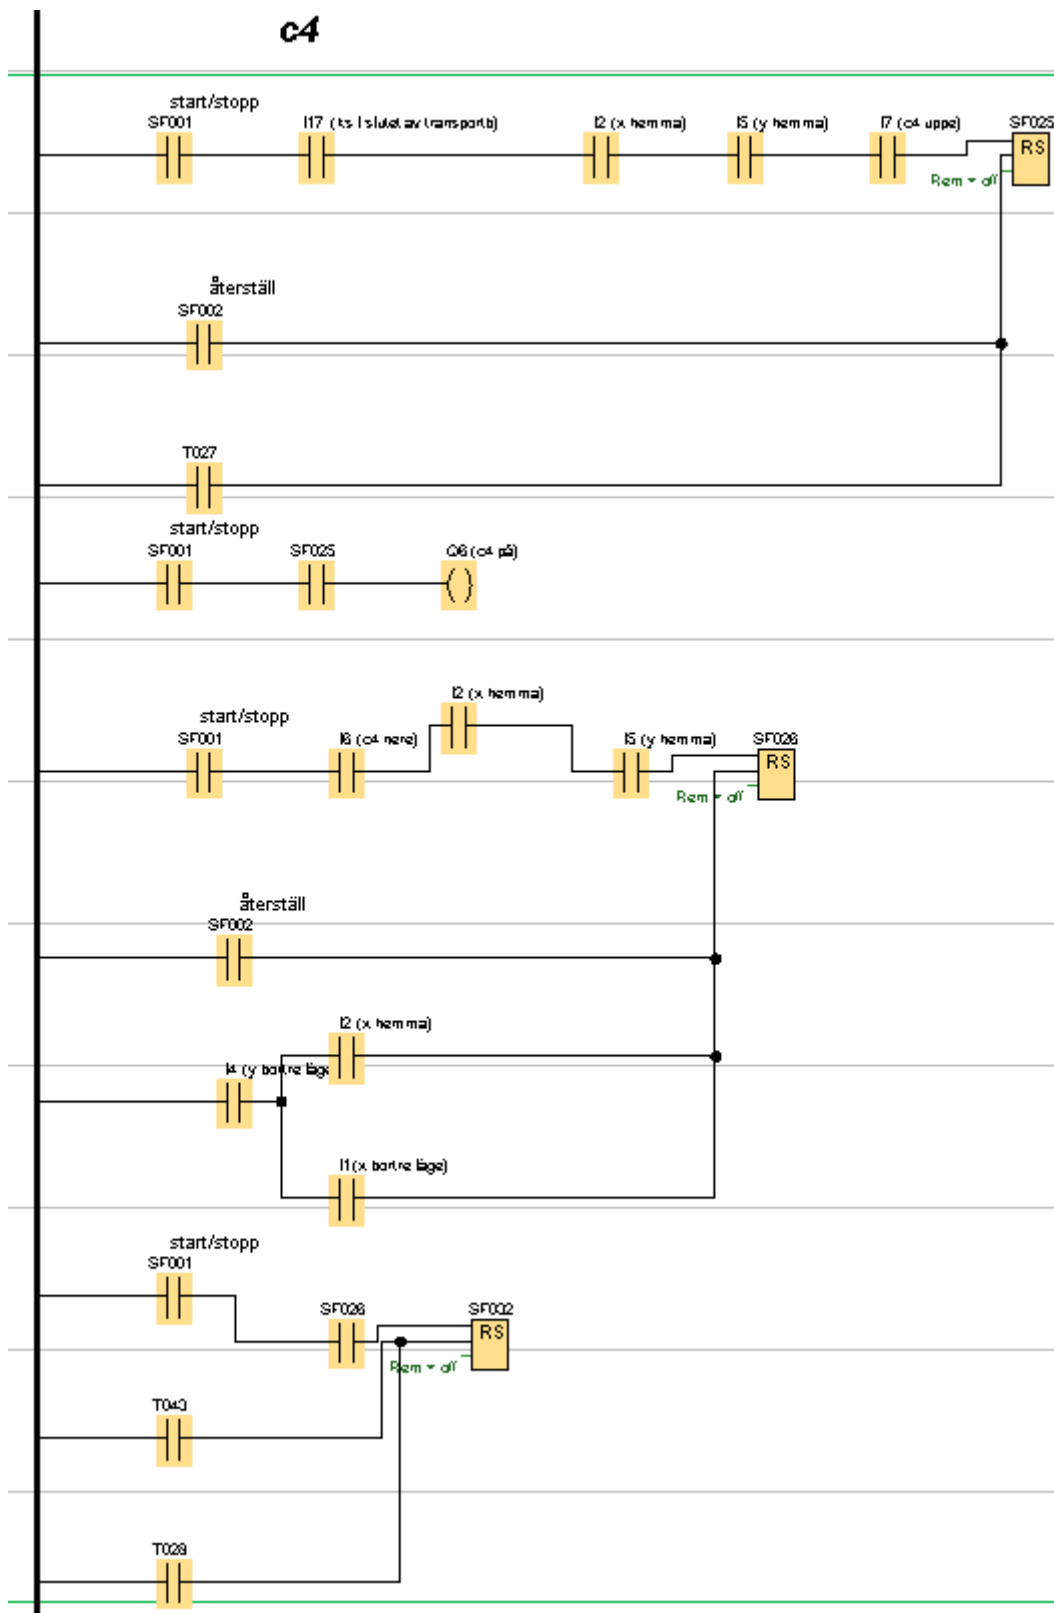 c4
start/stopp
SF001
I17 (ks I slutet av transportb)
I2 (x hemma)
I5 (y hemma)
I7 (c4 uppe)
SF025
RS
Rem = off
återställ
SF002
T027
start/stopp
SF001
SF025
Q6 (c4 på)
( )
I2 (x hemma)
start/stopp
SF001
I6 (c4 nere)
I5 (y hemma)
SF026
RS
Rem = off
återställ
SF002
I2 (x hemma)
I4 (y bortre läge
I1 (x bortre läge)
start/stopp
SF001
SF026
SF032
RS
Rem = off
T043
T028